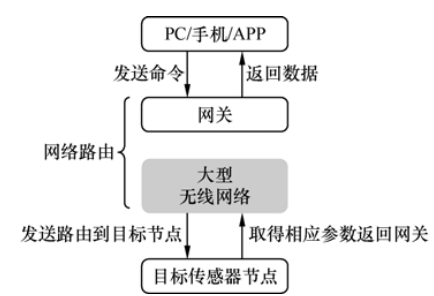 PC/手机/APP
发送命令
返回数据
网关
网络路由
大型
无线网络
发送路由到目标节点
取得相应参数返回网关
目标传感器节点